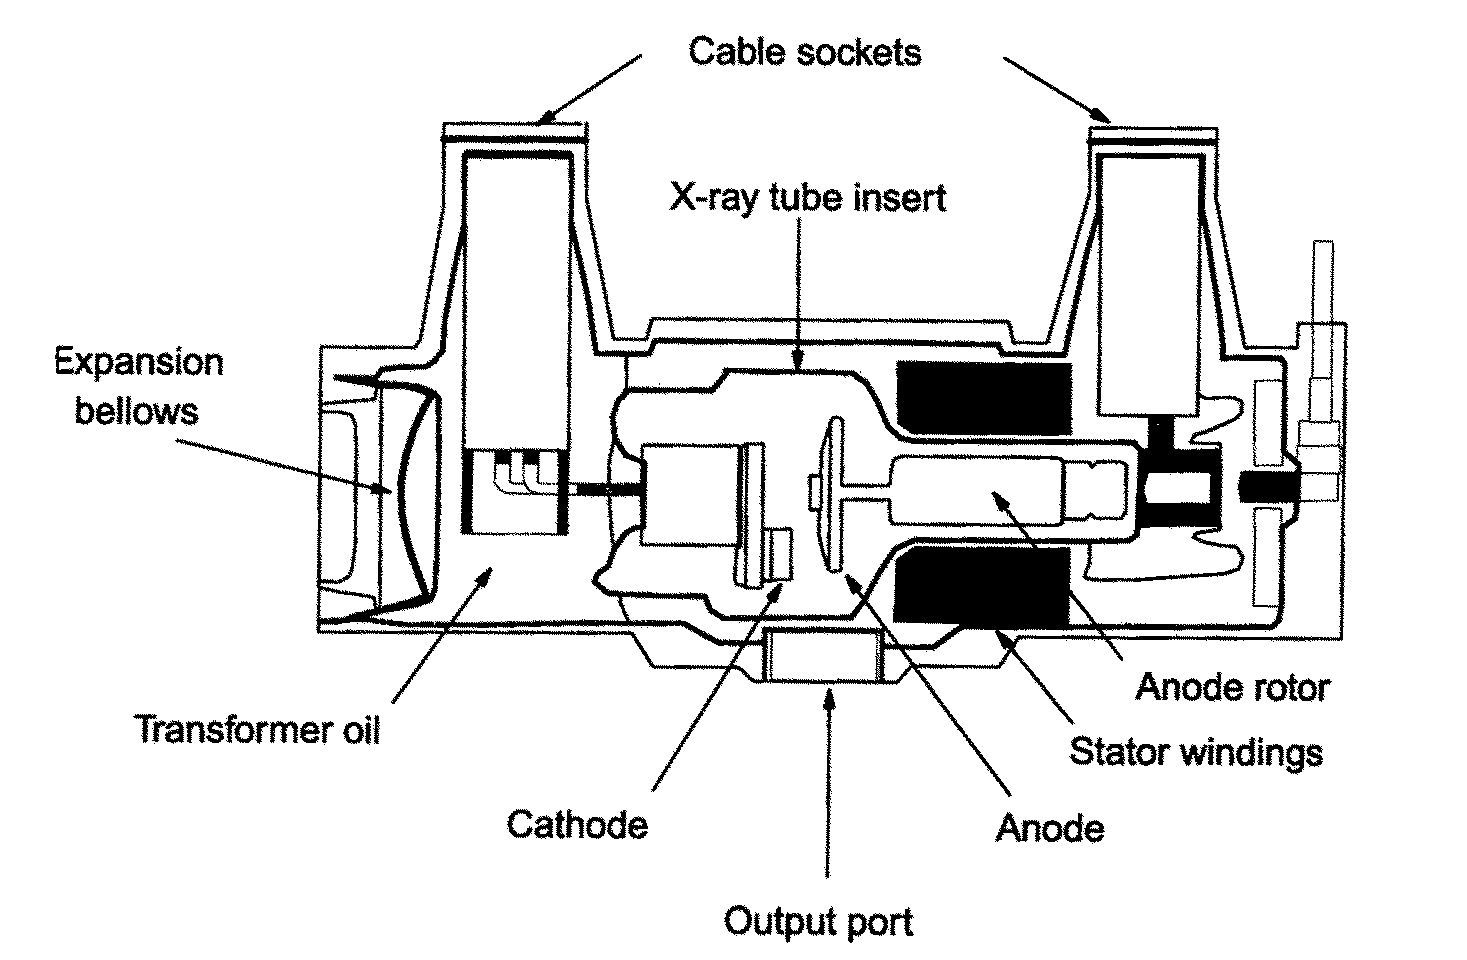 Cable sockets
X-ray tube insert
Expansion
bellows
Anode rotor
Transformer oil
Stator windings
Cathode
Anode
Output port